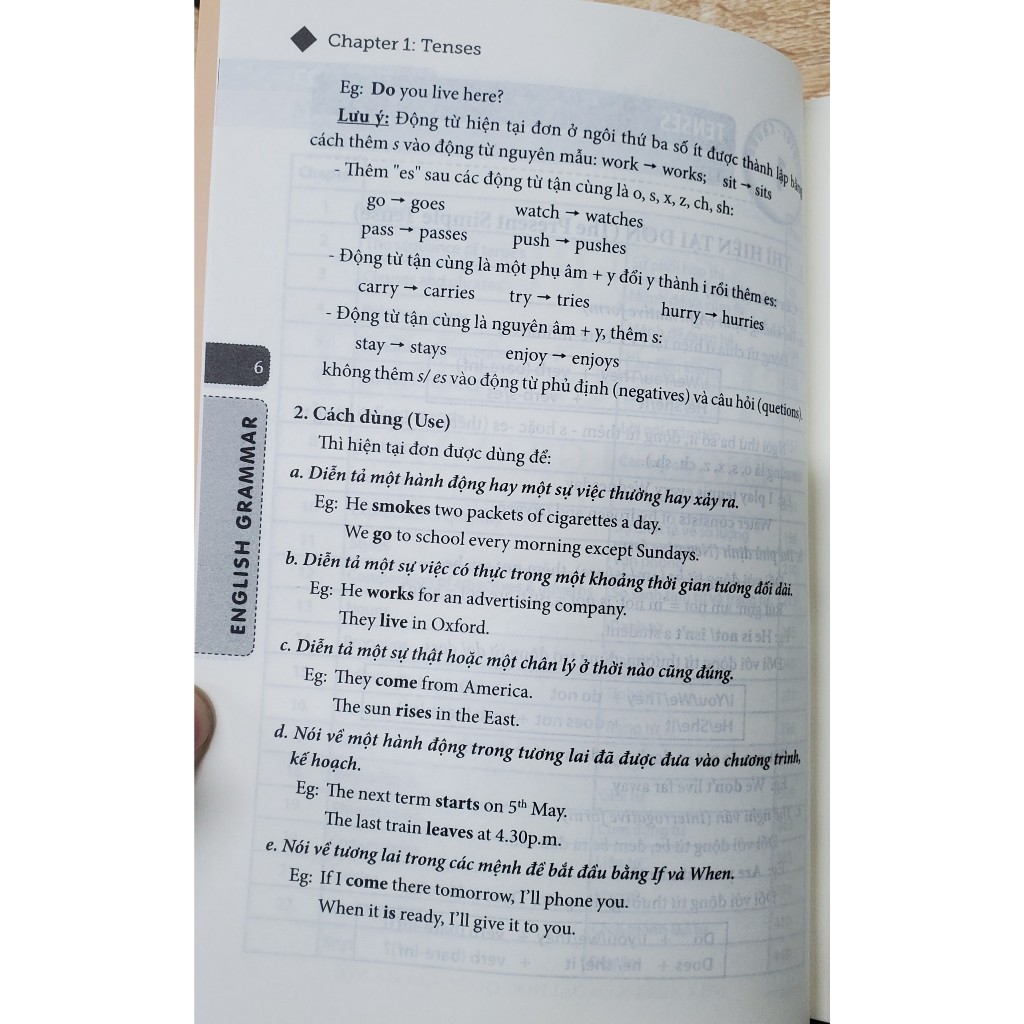 Chapter 1: Tenses
Eg: Do you live here?
Lưu ý: Động từ hiện tại đơn ở ngôi thứ ba số ít được thành lập bằng
cách thêm s vào động từ nguyên mẫu: work → works; sit → sits
- Thêm "es" sau các động từ tận cùng là o, s, x, z, ch, sh:
go → goes watch → watches
pass → passes push → pushes
- Động từ tận cùng là một phụ âm + y đổi y thành i rồi thêm es:
carry → carries try → tries hurry → hurries
- Động từ tận cùng là nguyên âm + y, thêm s:
stay → stays enjoy → enjoys
không thêm s/ es vào động từ phủ định (negatives) và câu hỏi (quetions).
6
ENGLISH GRAMMAR
2. Cách dùng (Use)
Thì hiện tại đơn được dùng để:
a. Diễn tả một hành động hay một sự việc thường hay xảy ra.
Eg: He smokes two packets of cigarettes a day.
We go to school every morning except Sundays.
b. Diễn tả một sự việc có thực trong một khoảng thời gian tương đối dài.
Eg: He works for an advertising company.
They live in Oxford.
c. Diễn tả một sự thật hoặc một chân lý ở thời nào cũng đúng.
Eg: They come from America.
The sun rises in the East.
d. Nói về một hành động trong tương lai đã được đưa vào chương trình,
kế hoạch.
Eg: The next term starts on 5th May.
The last train leaves at 4.30p.m.
e. Nói về tương lai trong các mệnh đề bắt đầu bằng If và When.
Eg: If I come there tomorrow, I'll phone you.
When it is ready, I'll give it to you.